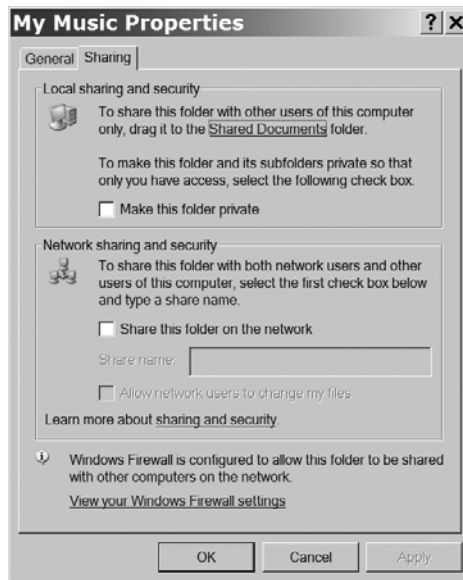 My Music Properties
General Sharing
Local sharing and security
To share this folder with other users of this computer
only, drag it to the Shared Documents folder.
To make this folder and its subfolders private so that
only you have access, select the following check box.
Make this folder private
Network sharing and security
To share this folder with both network users and other
users of this computer, select the first check box below
and type a share name.
Share this folder on the network
Share name:
Allow network users to change my files
Learn more about sharing and security.
Windows Firewall is configured to allow this folder to be shared
with other computers on the network.
View your Windows Firewall settings
OK Cancel Apply